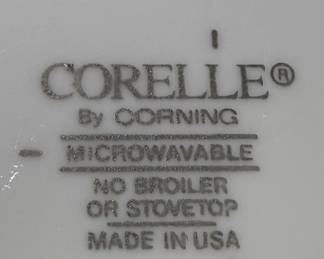 CORELLE®
By CORNING
MICROWAVABLE
NO BROILER
OR STOVETOP
MADE IN USA